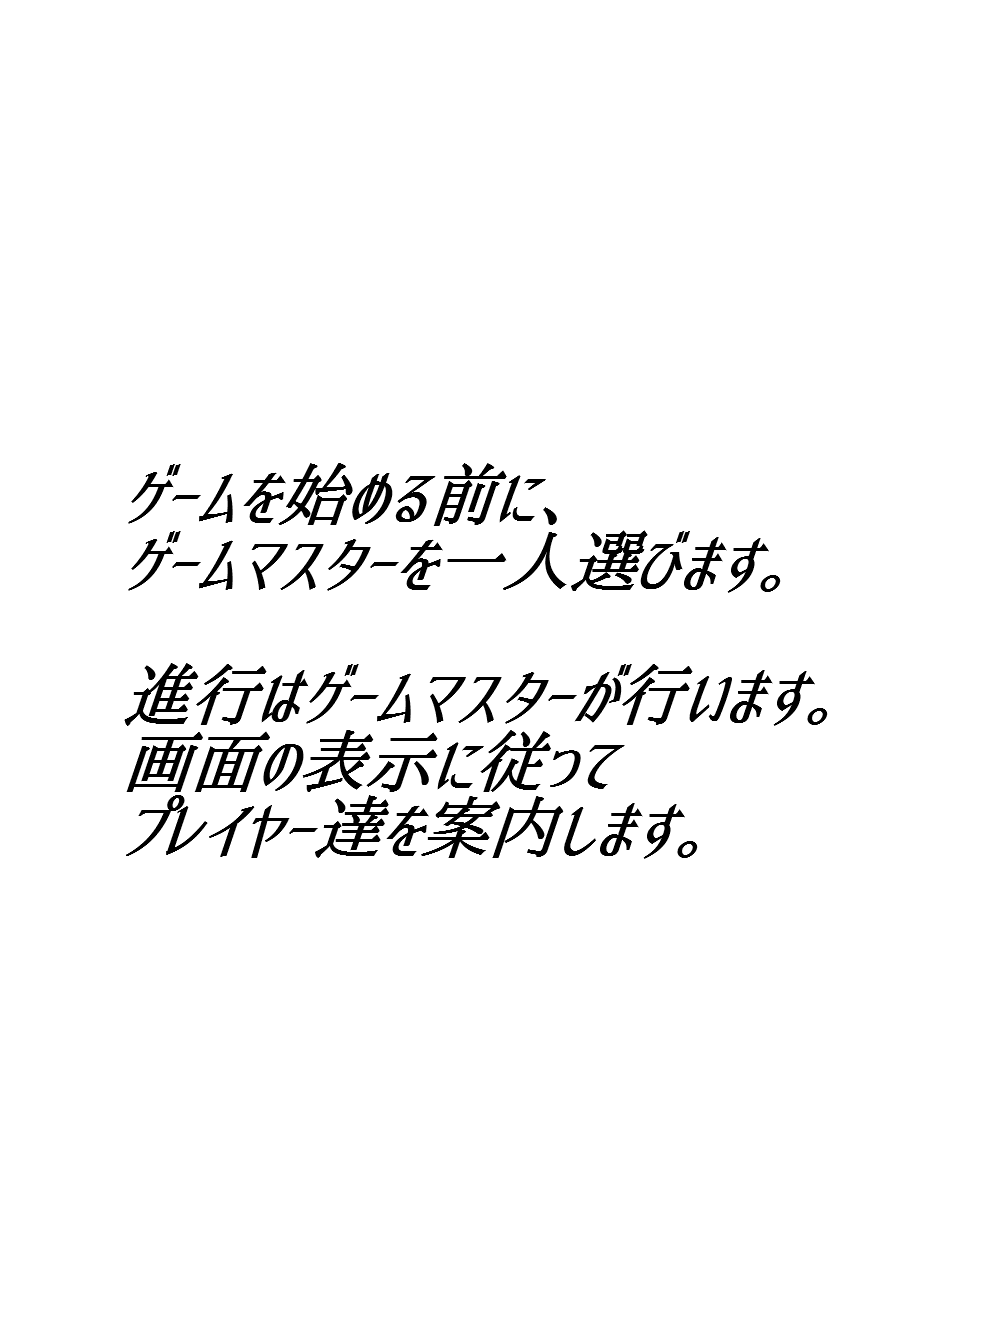 ゲームを始める前に、
ゲームマスターを一人選びます。
進行はゲームマスターが行います。
画面の表示に従って
プレイヤー達を案内します。